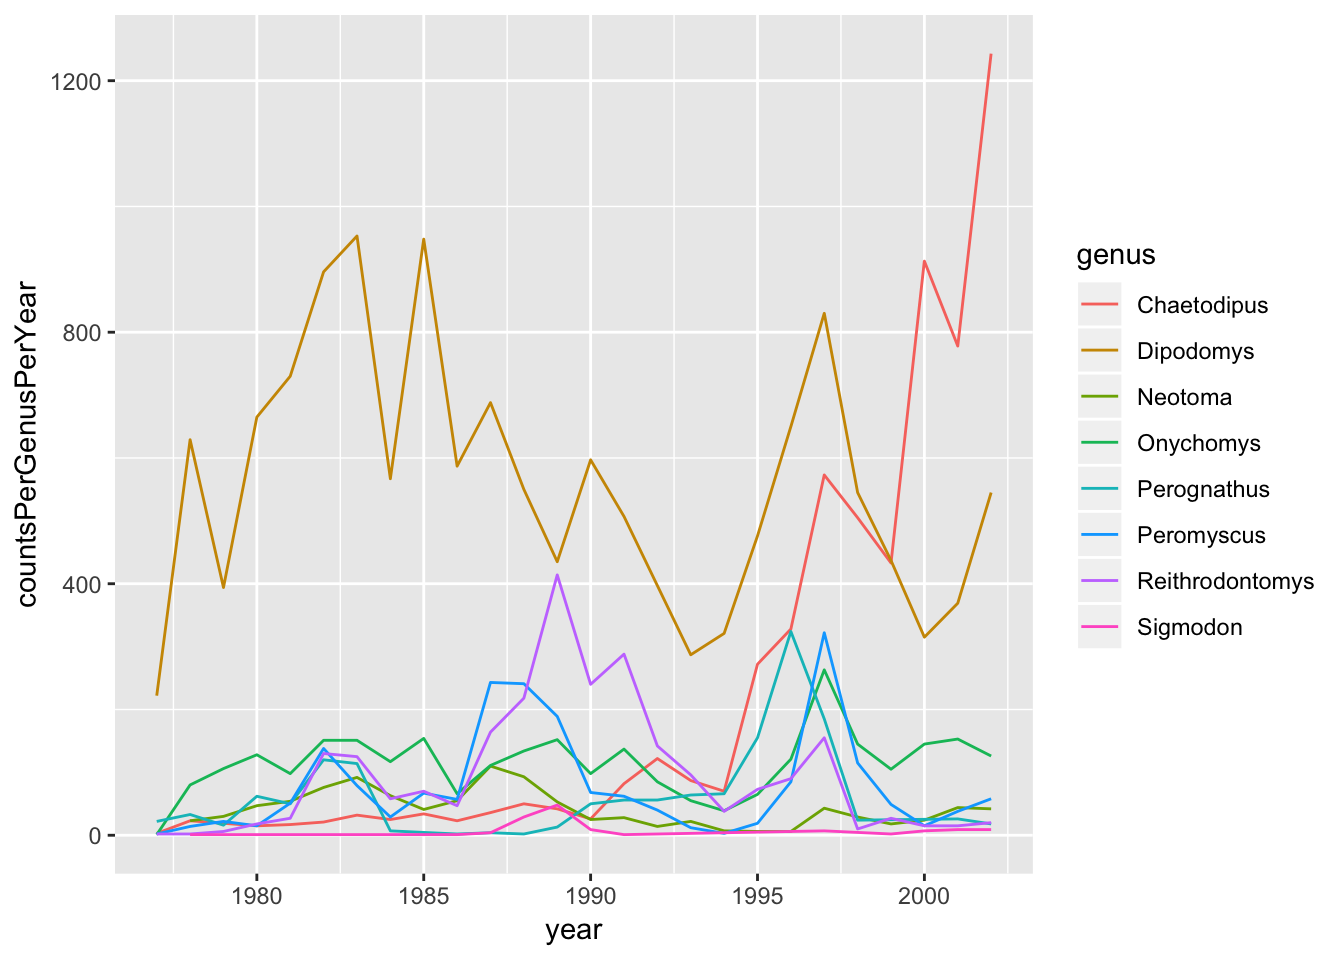 countsPerGenusPerYear
1200
800
400
0
1980 1985 1990 1995 2000
year
genus
Chaetodipus
Dipodomys
Neotoma
Onychomys
Perognathus
Peromyscus
Reithrodontomys
Sigmodon